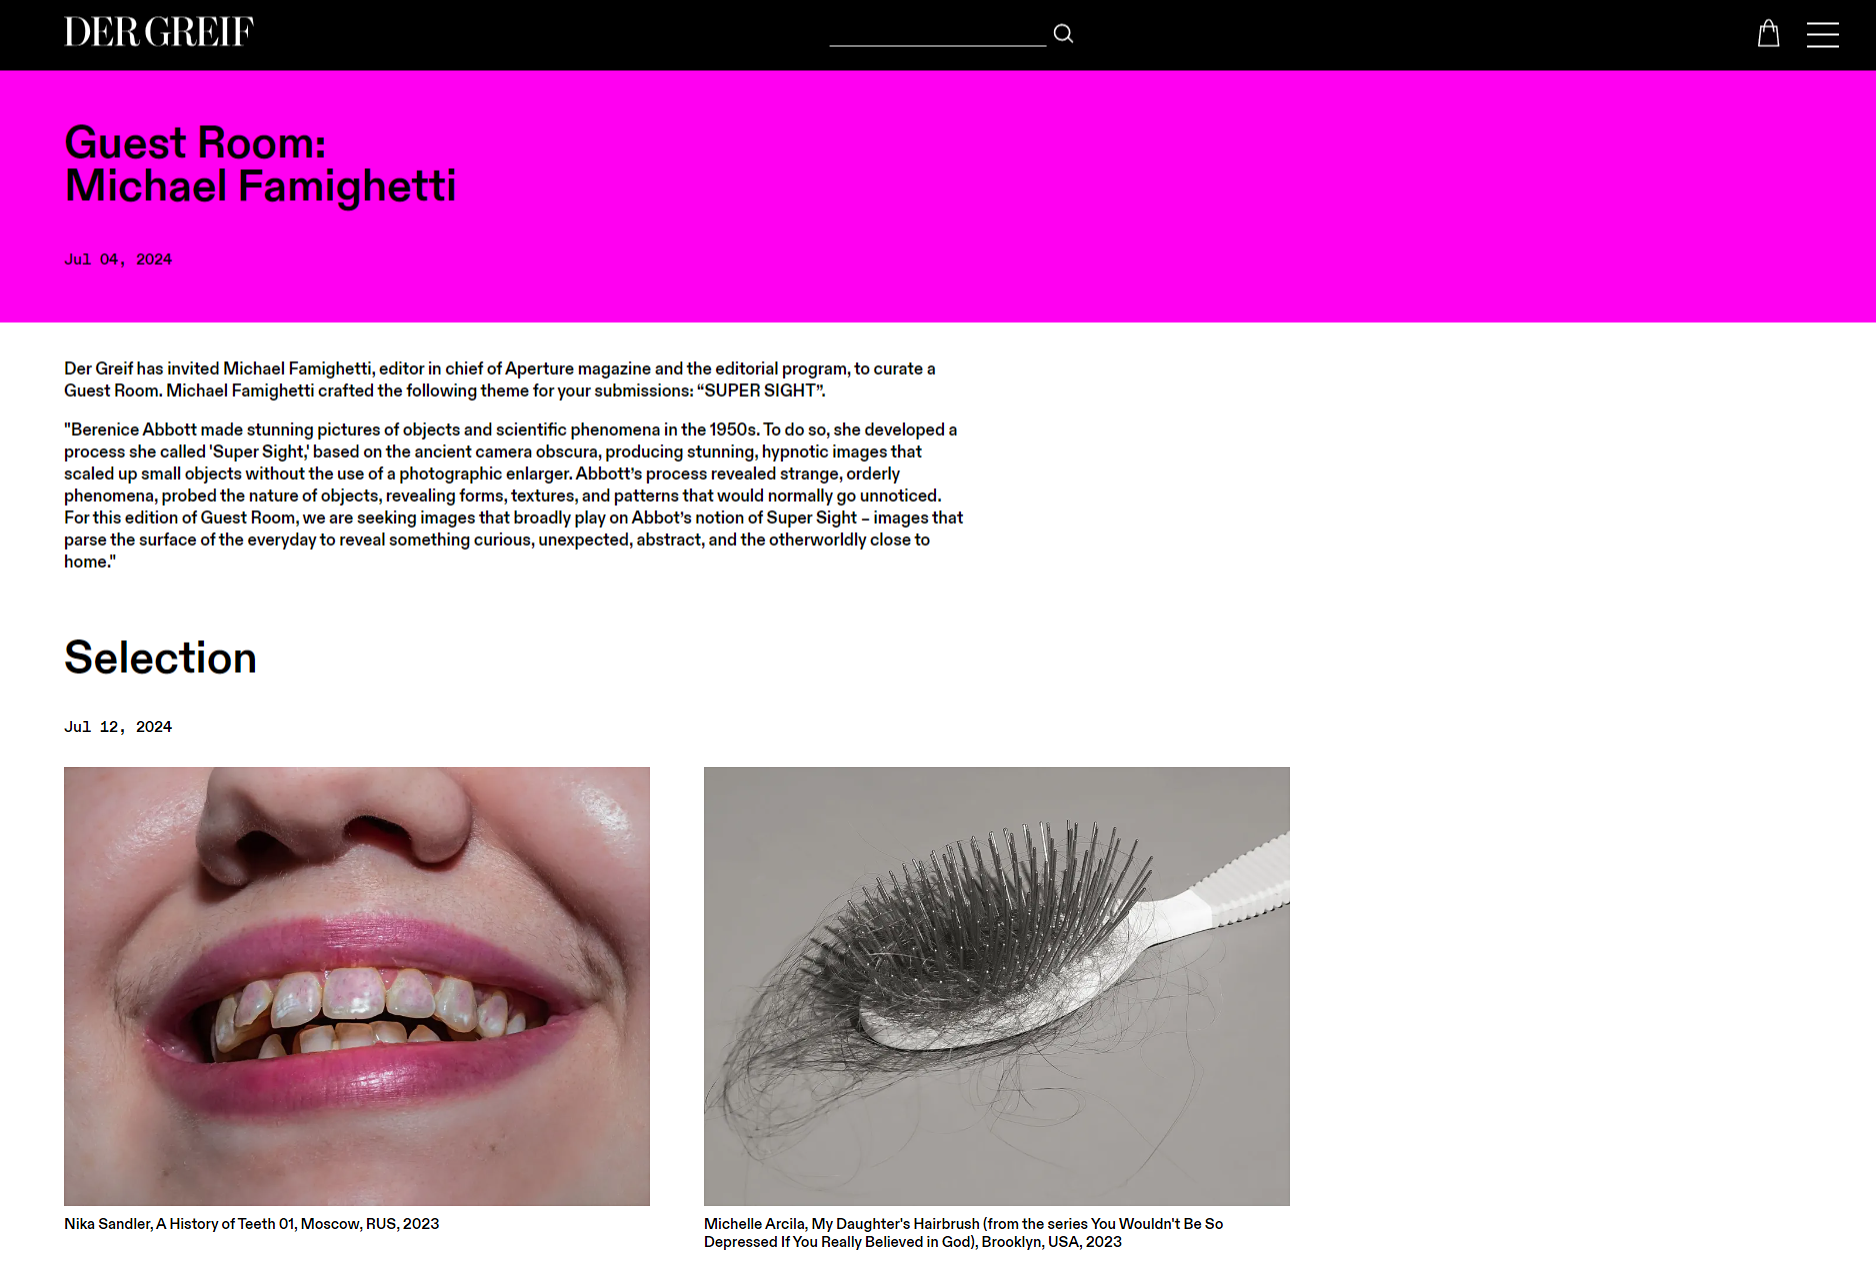 DER GREIF
Guest Room:
Michael Famighetti
Jul 04, 2024
Der Greif has invited Michael Famighetti, editor in chief of Aperture magazine and the editorial program, to curate a
Guest Room. Michael Famighetti crafted the following theme for your submissions: “SUPER SIGHT”.
"Berenice Abbott made stunning pictures of objects and scientific phenomena in the 1950s. To do so, she developed a
process she called 'Super Sight,' based on the ancient camera obscura, producing stunning, hypnotic images that
scaled up small objects without the use of a photographic enlarger. Abbott’s process revealed strange, orderly
phenomena, probed the nature of objects, revealing forms, textures, and patterns that would normally go unnoticed.
For this edition of Guest Room, we are seeking images that broadly play on Abbot’s notion of Super Sight – images that
parse the surface of the everyday to reveal something curious, unexpected, abstract, and the otherworldly close to
home."
Selection
Jul 12, 2024
Nika Sandler, A History of Teeth 01, Moscow, RUS, 2023
Michelle Arcila, My Daughter's Hairbrush (from the series You Wouldn't Be So
Depressed If You Really Believed in God), Brooklyn, USA, 2023